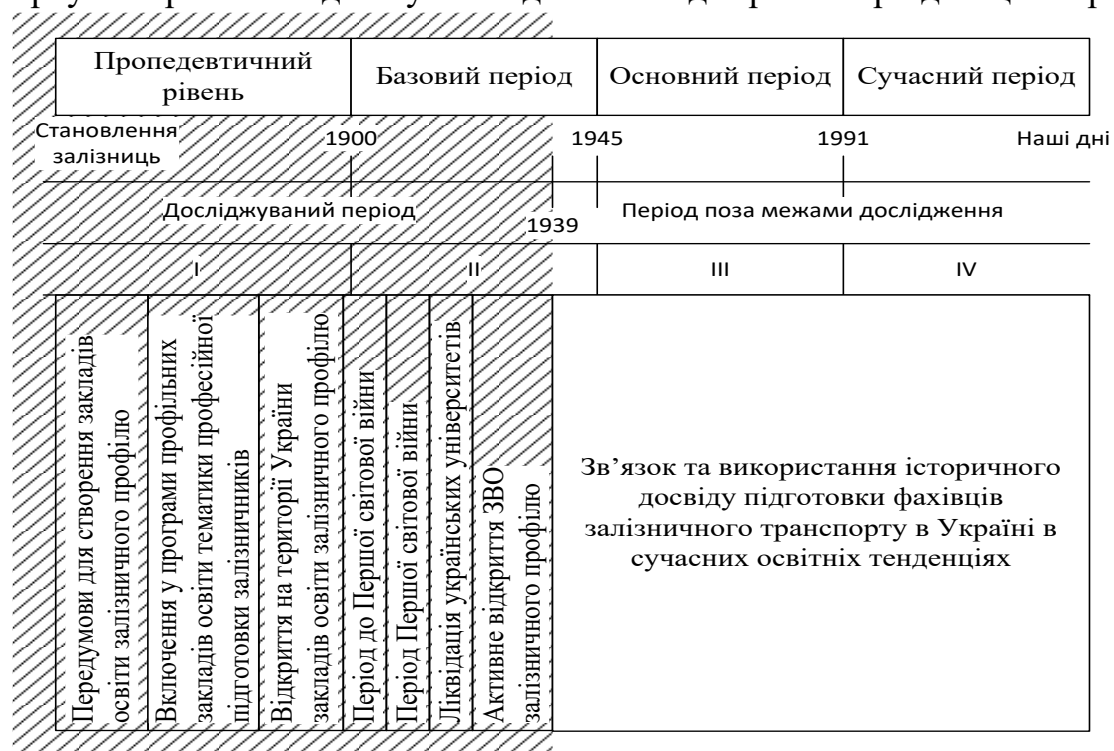 Пропедевтичний
рівень
Базовий період
Основний період
Сучасний період
Становлення
залізниць
1900
1945
1991
Наші дні
Досліджуваний період
1939
Період поза межами дослідження
I
II
III
IV
Передумови для створення закладів
освіти залізничного профілю
Включення у програми профільних
закладів освіти тематики професійної
підготовки залізничників
Відкриття на території України
закладів освіти залізничного профілю
Період до Першої світової війни
Період Першої світової війни
Ліквідація українських університетів
Активне відкриття ЗВО
залізничного профілю
Зв’язок та використання історичного
досвіду підготовки фахівців
залізничного транспорту в Україні в
сучасних освітніх тенденціях